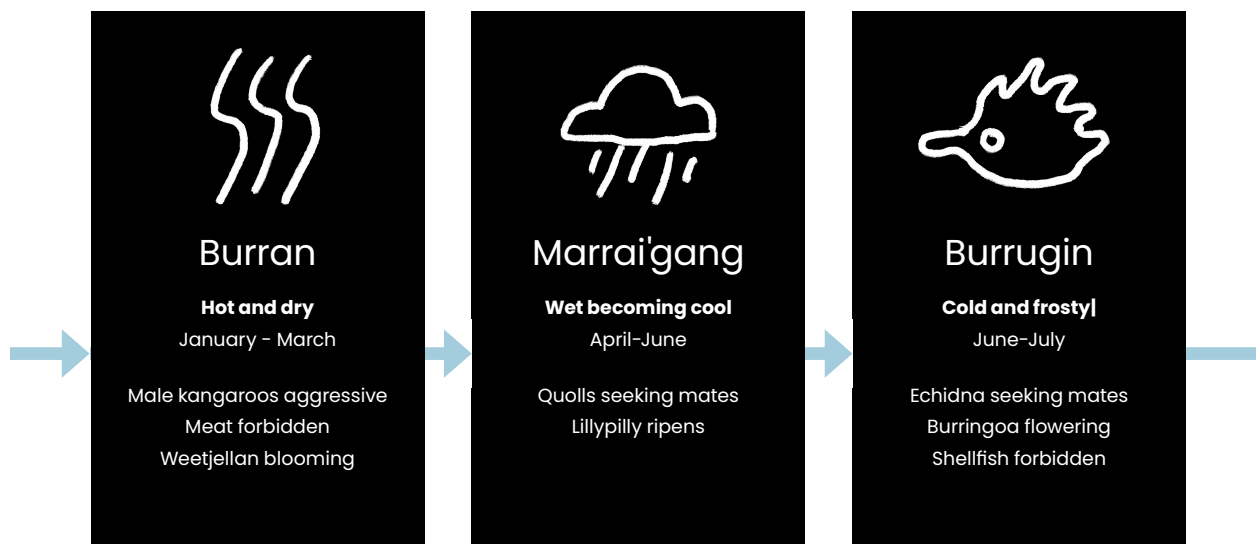 Burran
Hot and dry
January - March
Male kangaroos aggressive
Meat forbidden
Weetjellan blooming
Marrai'gang
Wet becoming cool
April-June
Quolls seeking mates
Lillypilly ripens
Burrugin
Cold and frosty|
June-July
Echidna seeking mates
Burringoa flowering
Shellfish forbidden